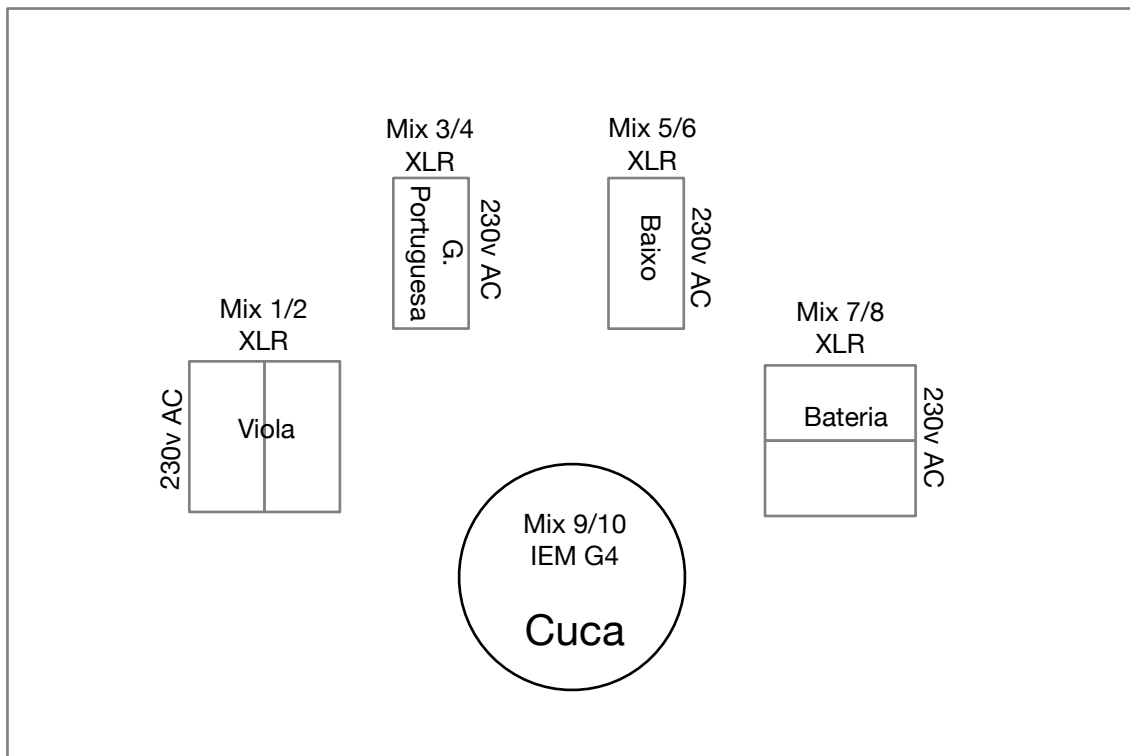 Mix 3/4
XLR
G.
Portuguesa
230v AC
Mix 5/6
XLR
Baixo
230v AC
Mix 1/2
XLR
Viola
230v AC
Mix 7/8
XLR
Bateria
230v AC
Mix 9/10
IEM G4
Cuca